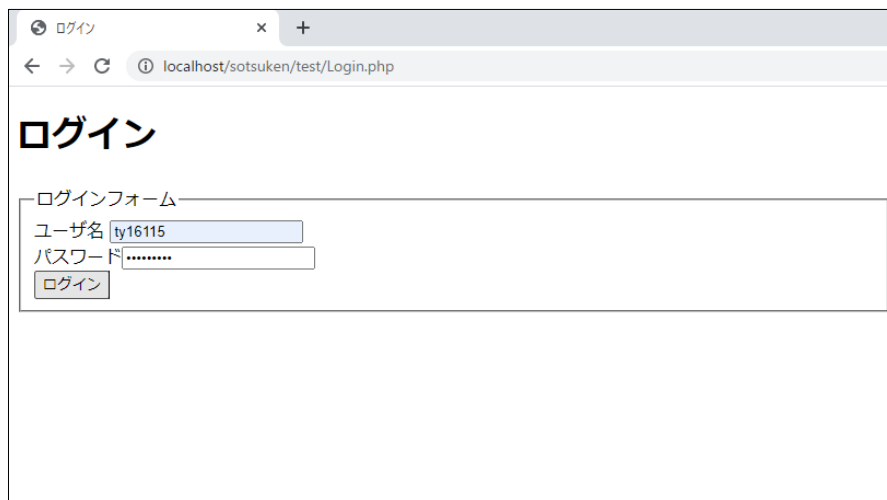 ログイン
localhost/sotsuken/test/Login.php
ログイン
ログインフォーム
ユーザ名 ty16115
パスワード •••••••••
ログイン